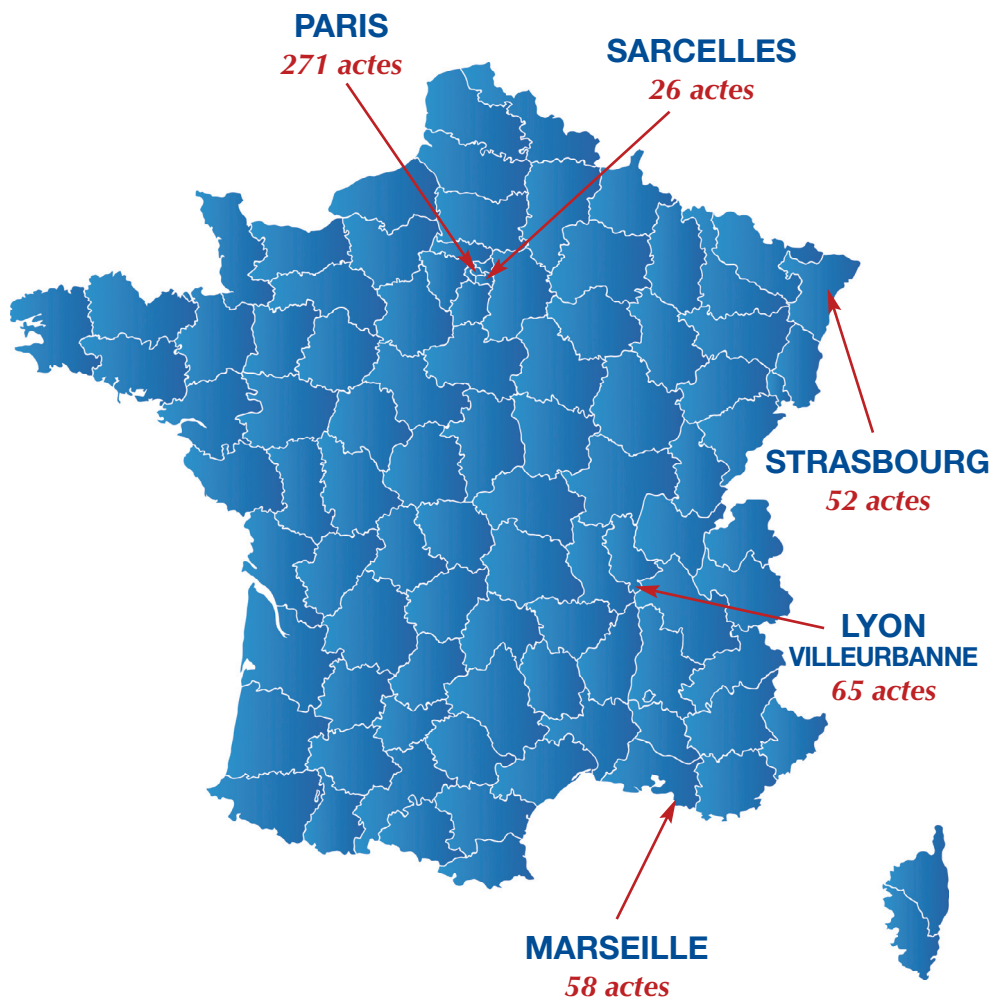 PARIS
271 actes
SARCELLES
26 actes
STRASBOURG
52 actes
LYON
VILLEURBANNE
65 actes
MARSEILLE
58 actes